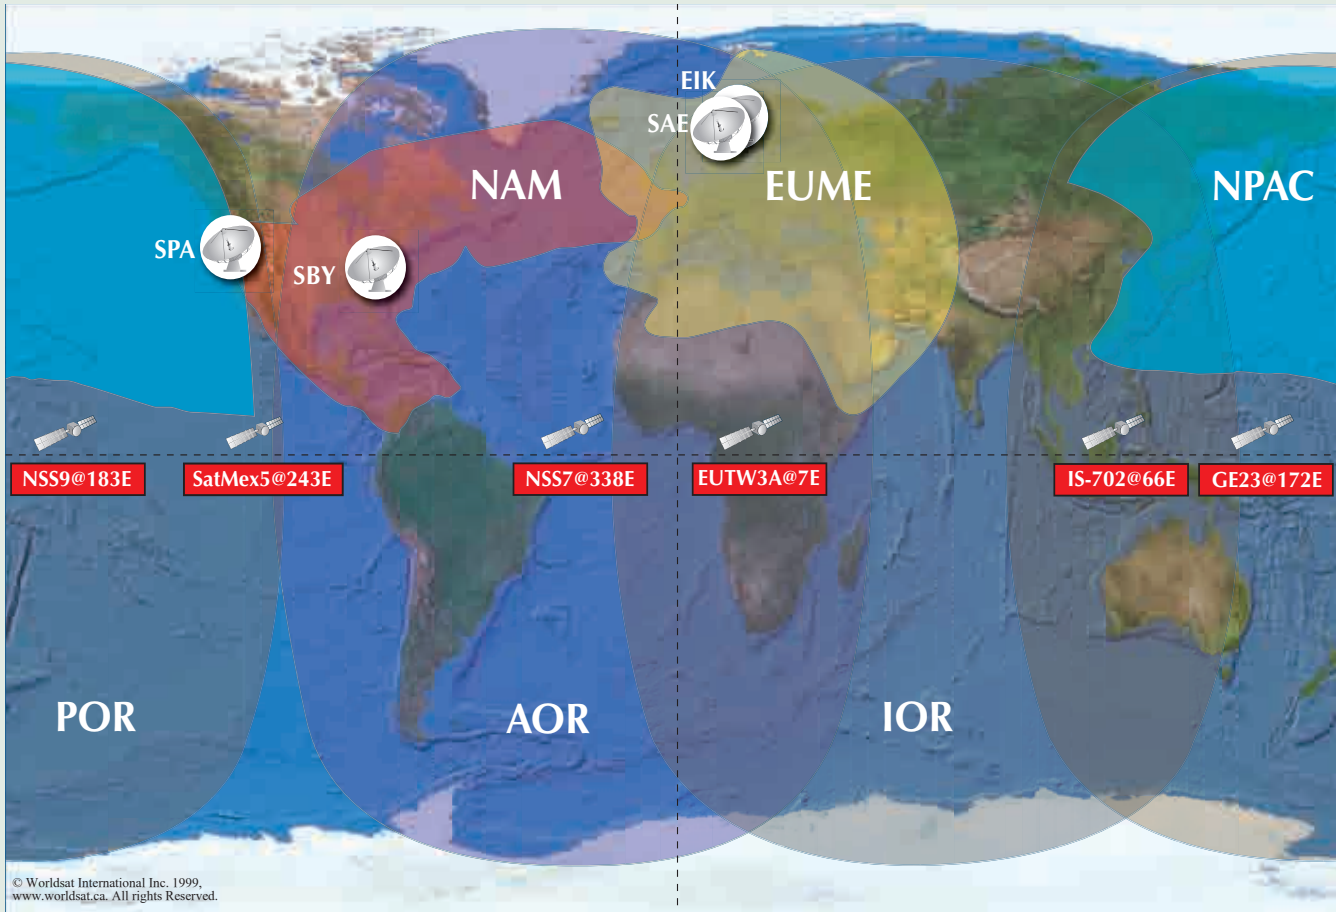 EIK
SAE
NAM
EUME
NPAC
SPA
SBY
NSS9@183E
SatMex5@243E
NSS7@338E
EUTW3A@7E
IS-702@66E
GE23@172E
POR
AOR
IOR
© Worldsat International Inc. 1999,
www.worldsat.ca. All rights Reserved.